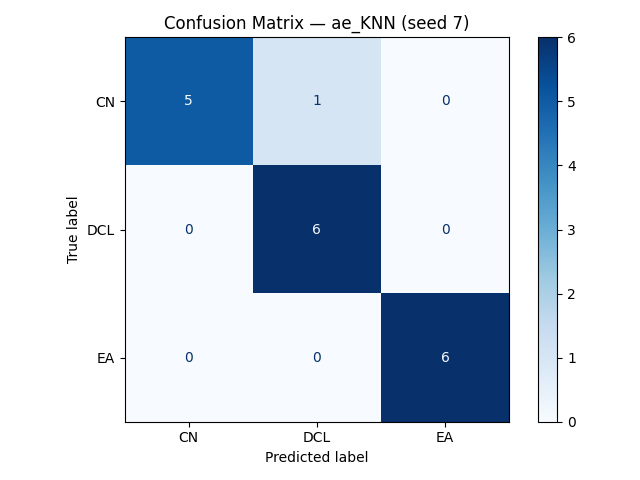 Confusion Matrix — ae_KNN (seed 7)
True label
CN
5
1
0
DCL
0
6
0
EA
0
0
6
CN
DCL
EA
Predicted label
6
5
4
3
2
1
0